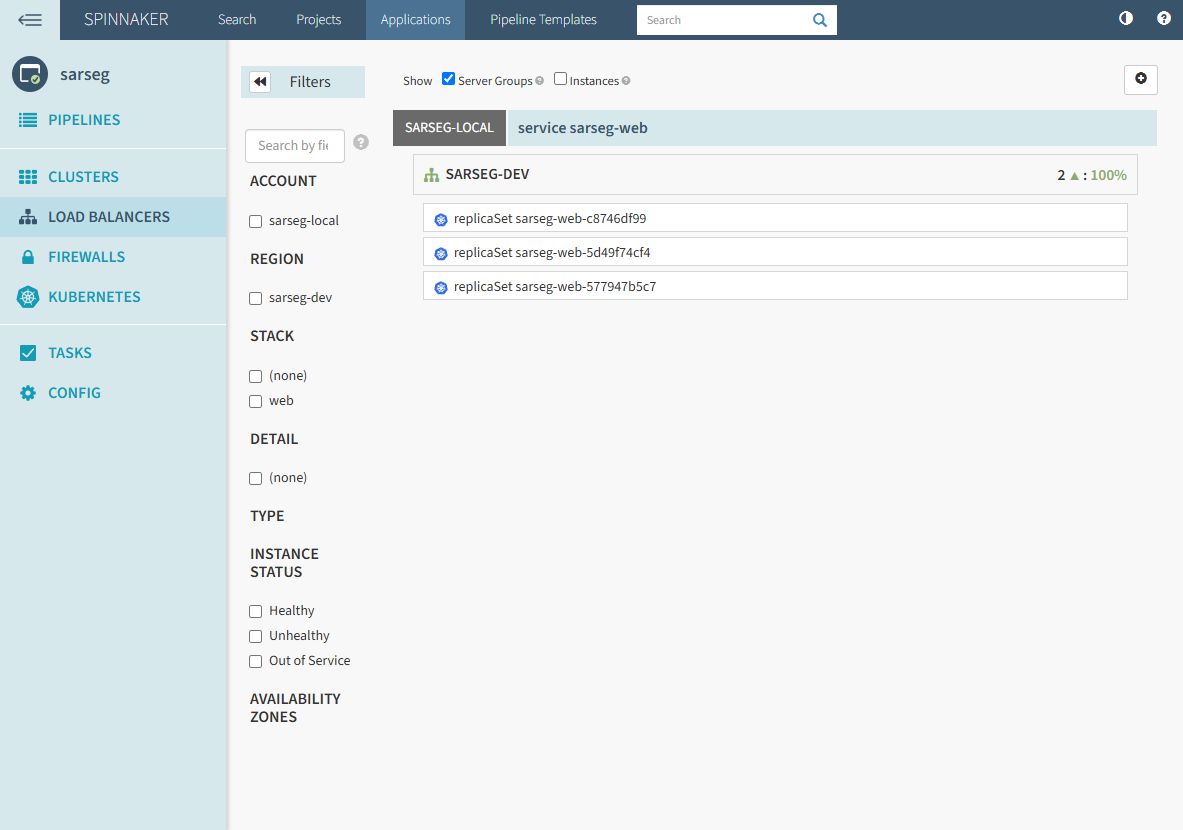 SPINNAKER Search Projects Applications Pipeline Templates Search ?
sarseg
PIPELINES
CLUSTERS
LOAD BALANCERS
FIREWALLS
KUBERNETES
TASKS
CONFIG
Filters
Search by fie ?
ACCOUNT
sarseg-local
REGION
sarseg-dev
STACK
(none)
web
DETAIL
(none)
TYPE
INSTANCE
STATUS
Healthy
Unhealthy
Out of Service
AVAILABILITY
ZONES
Show Server Groups ? Instances ?
SARSEG-LOCAL service sarseg-web
SARSEG-DEV 2 ▲ : 100%
replicaSet sarseg-web-c8746df99
replicaSet sarseg-web-5d49f74cf4
replicaSet sarseg-web-577947b5c7